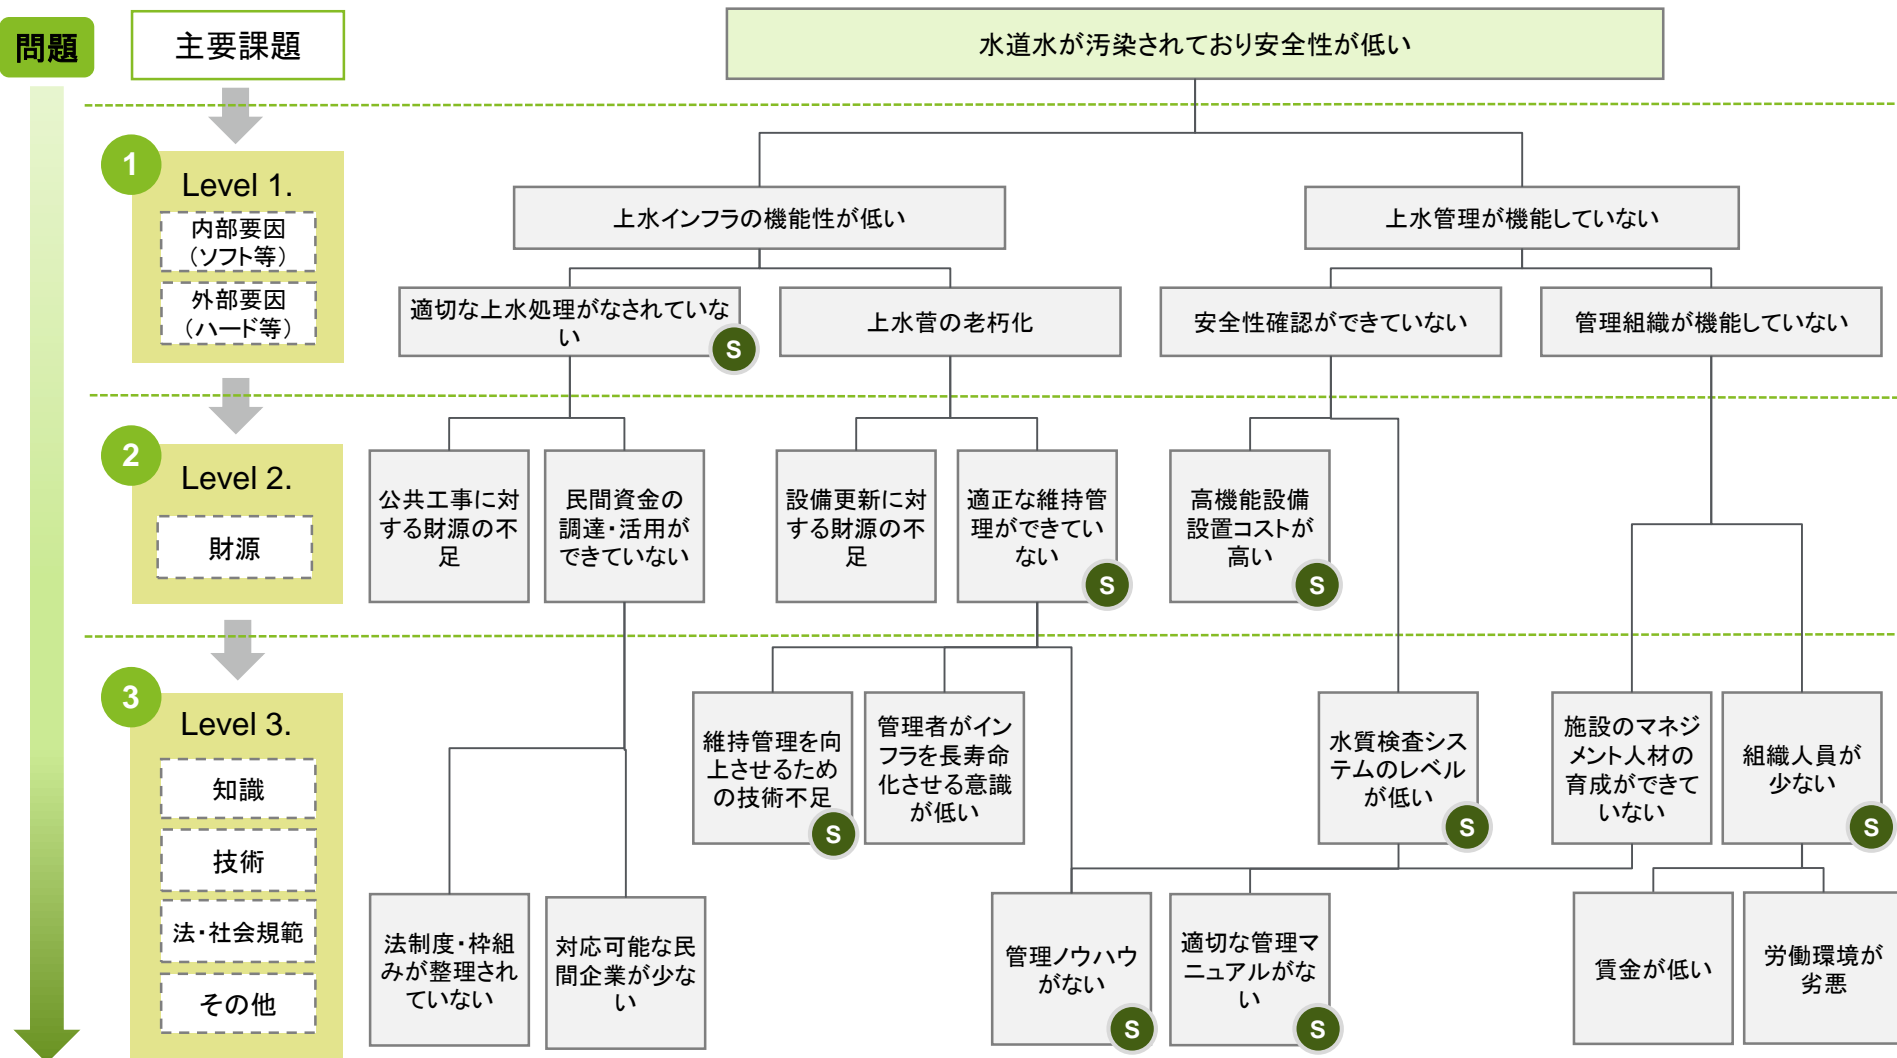 問題
主要課題
水道水が汚染されており安全性が低い
1
Level 1.
内部要因
（ソフト等）
外部要因
（ハード等）
上水インフラの機能性が低い
上水管理が機能していない
適切な上水処理がなされていな
い
S
上水菅の老朽化
安全性確認ができていない
管理組織が機能していない
2
Level 2.
財源
公共工事に対
する財源の不
足
民間資金の
調達・活用が
できていない
設備更新に対
する財源の不
足
適正な維持管
理ができてい
ない
S
高機能設備
設置コストが
高い
S
3
Level 3.
知識
技術
法・社会規範
その他
維持管理を向
上させるため
の技術不足
S
管理者がイン
フラを長寿命
化させる意識
が低い
水質検査シス
テムのレベル
が低い
S
施設のマネジ
メント人材の
育成ができて
いない
組織人員が
少ない
S
法制度・枠組
みが整理され
ていない
対応可能な民
間企業が少な
い
管理ノウハウ
がない
S
適切な管理マ
ニュアルがな
い
S
賃金が低い
労働環境が
劣悪